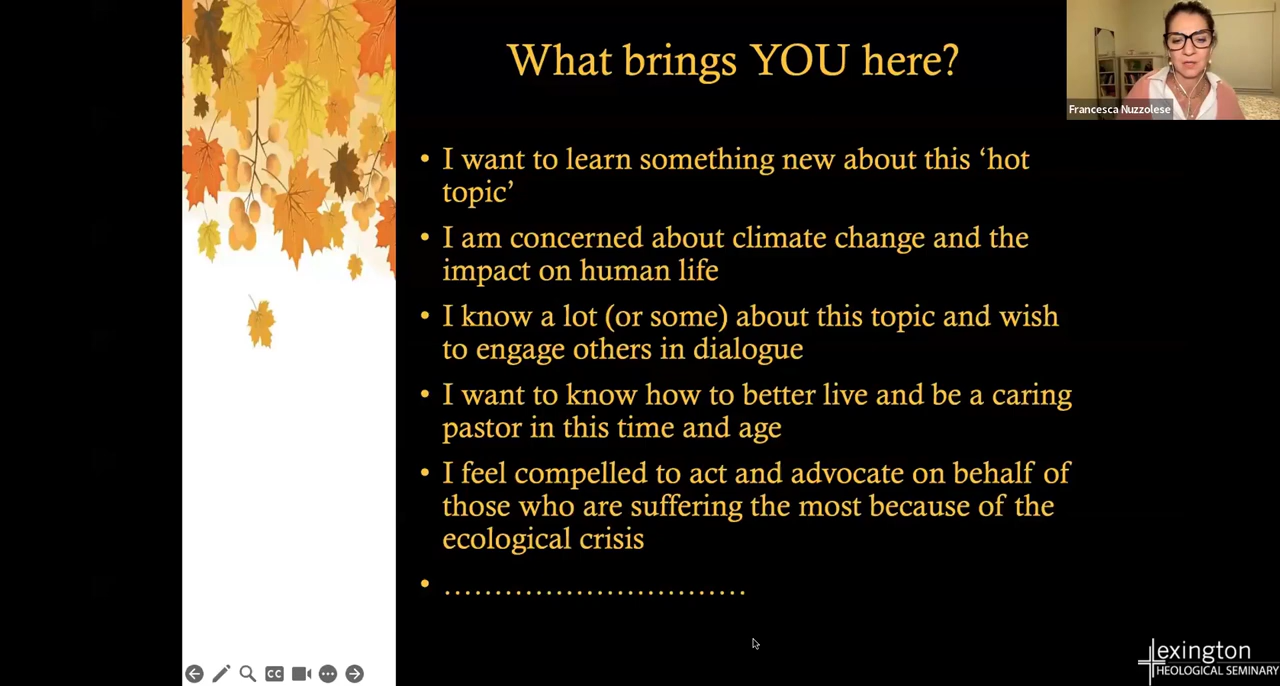 What brings YOU here?
Francesca Nuzzolese
• I want to learn something new about this ‘hot
topic’
• I am concerned about climate change and the
impact on human life
• I know a lot (or some) about this topic and wish
to engage others in dialogue
• I want to know how to better live and be a caring
pastor in this time and age
• I feel compelled to act and advocate on behalf of
those who are suffering the most because of the
ecological crisis
• ..............................
CC
Lexington
THEOLOGICAL SEMINARY